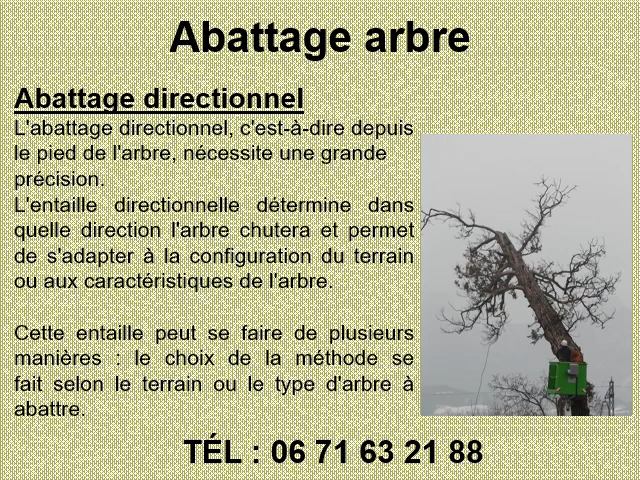 Abattage arbre
Abattage directionnel
L'abattage directionnel, c'est-à-dire depuis
le pied de l'arbre, nécessite une grande
précision.
L'entaille directionnelle détermine dans
quelle direction l'arbre chutera et permet
de s'adapter à la configuration du terrain
ou aux caractéristiques de l'arbre.
Cette entaille peut se faire de plusieurs
manières : le choix de la méthode se
fait selon le terrain ou le type d'arbre à
abattre.
TÉL : 06 71 63 21 88